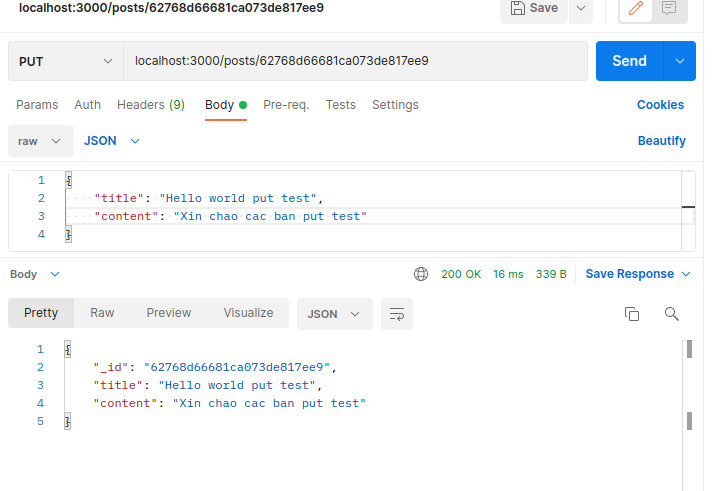 localhost:3000/posts/62768d66681ca073de817ee9
Save
PUT localhost:3000/posts/62768d66681ca073de817ee9 Send
Params Auth Headers (9) Body Pre-req. Tests Settings Cookies
raw JSON Beautify
1 {
2 "title": "Hello world put test",
3 "content": "Xin chao cac ban put test"
4 }
Body 200 OK 16 ms 339 B Save Response
Pretty Raw Preview Visualize JSON
1 {
2 "_id": "62768d66681ca073de817ee9",
3 "title": "Hello world put test",
4 "content": "Xin chao cac ban put test"
5 }